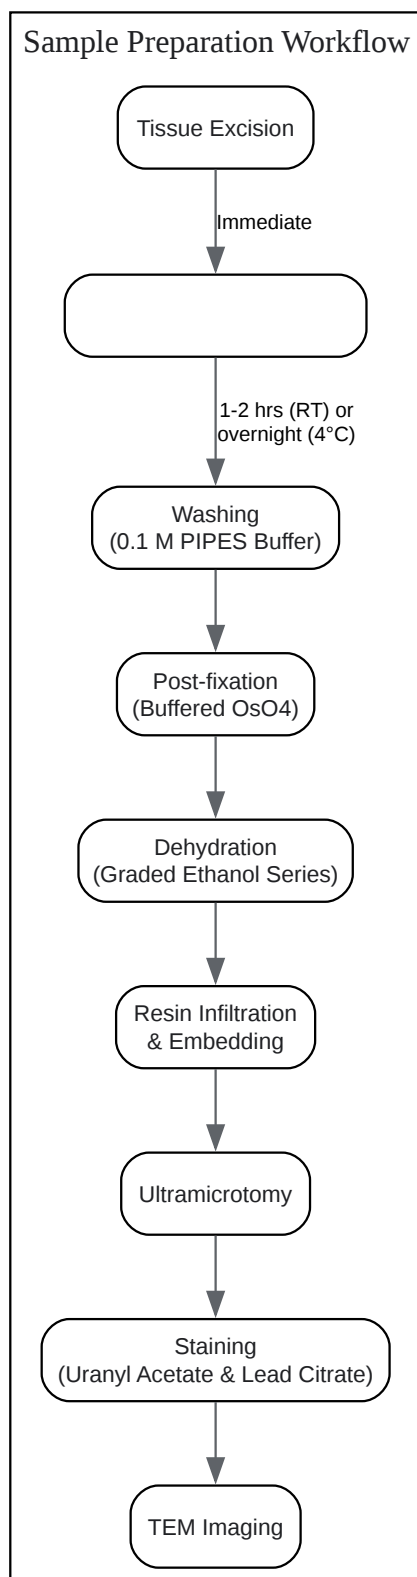 Sample Preparation Workflow
Tissue Excision
Immediate
1-2 hrs (RT) or
overnight (4°C)
Washing
(0.1 M PIPES Buffer)
Post-fixation
(Buffered OsO4)
Dehydration
(Graded Ethanol Series)
Resin Infiltration
& Embedding
Ultramicrotomy
Staining
(Uranyl Acetate & Lead Citrate)
TEM Imaging